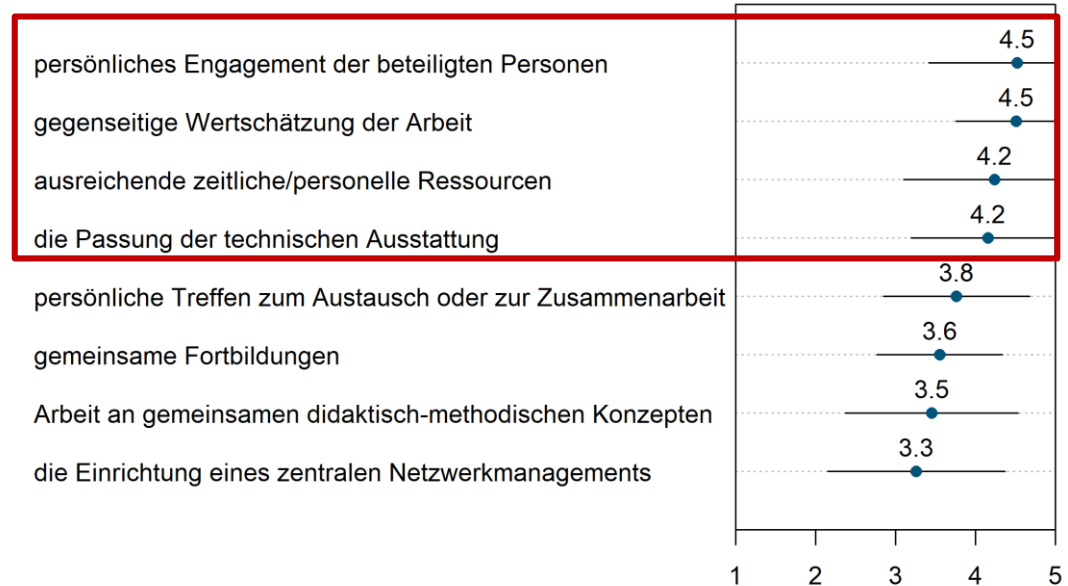 persönliches Engagement der beteiligten Personen 4.5
gegenseitige Wertschätzung der Arbeit 4.5
ausreichende zeitliche/personelle Ressourcen 4.2
die Passung der technischen Ausstattung 4.2
persönliche Treffen zum Austausch oder zur Zusammenarbeit 3.8
gemeinsame Fortbildungen 3.6
Arbeit an gemeinsamen didaktisch-methodischen Konzepten 3.5
die Einrichtung eines zentralen Netzwerkmanagements 3.3
1 2 3 4 5